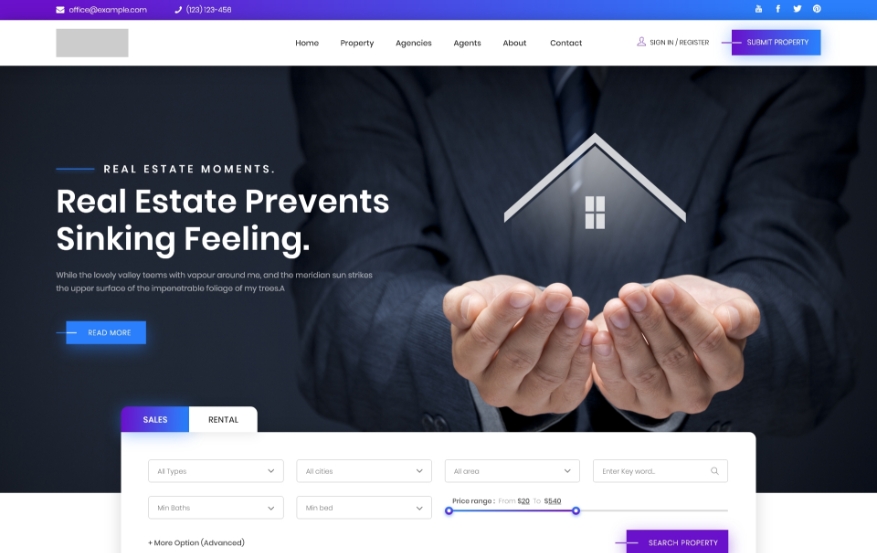 office@example.com
(123) 123-456
Home Property Agencies Agents About Contact
SIGN IN / REGISTER
SUBMIT PROPERTY
REAL ESTATE MOMENTS.
Real Estate Prevents
Sinking Feeling.
While the lovely valley teems with vapour around me, and the meridian sun strikes
the upper surface of the impenetrable foliage of my trees.A
READ MORE
SALES RENTAL
All Types All cities All area Enter Key word..
Min Baths Min bed Price range : From $20 To $540
+ More Option (Advanced)
SEARCH PROPERTY